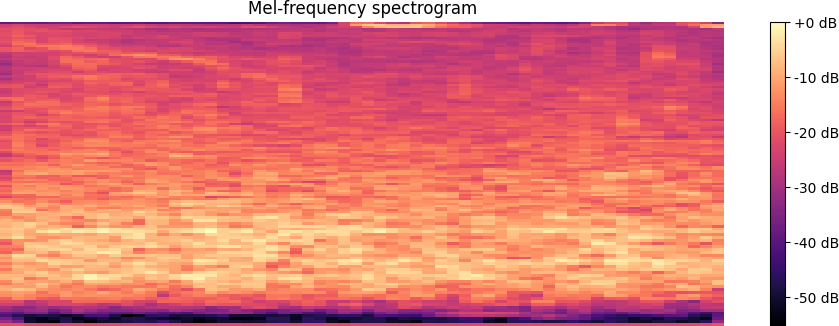 Mel-frequency spectrogram
+0 dB
-10 dB
-20 dB
-30 dB
-40 dB
-50 dB